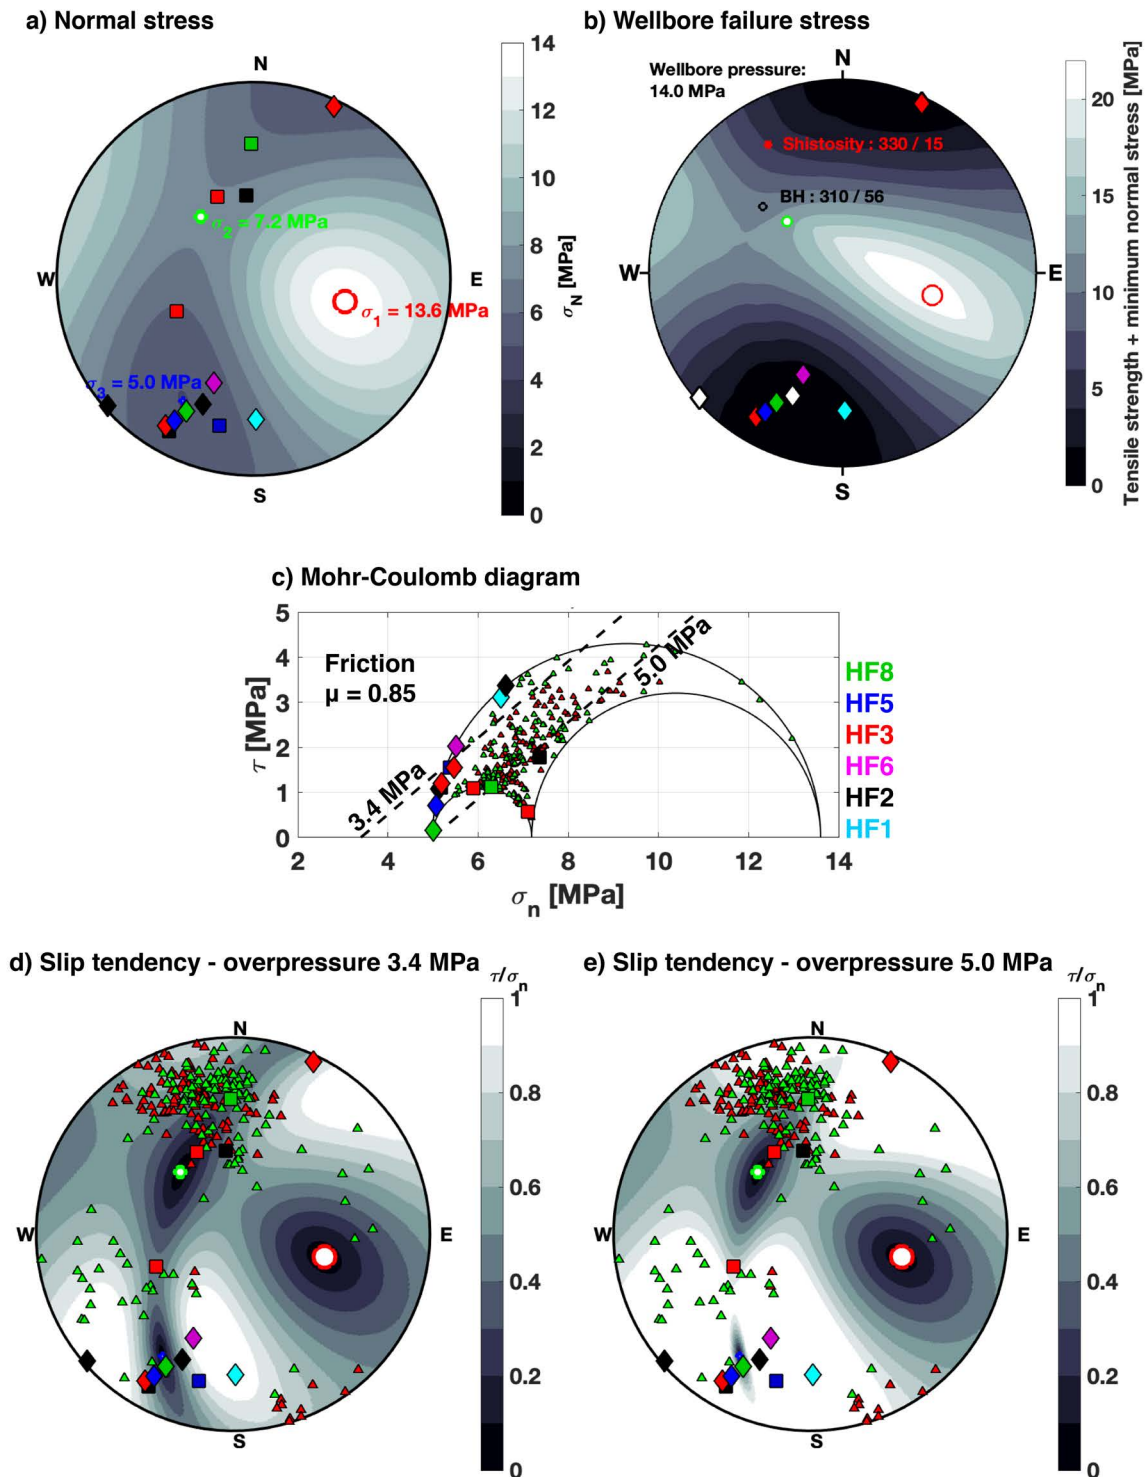 a) Normal stress
N
W
E
S
σ2 = 7.2 MPa
σ1 = 13.6 MPa
σ3 = 5.0 MPa
14
12
10
8
6
4
2
0
σN [MPa]
b) Wellbore failure stress
Wellbore pressure:
14.0 MPa
N
Shistosity : 330 / 15
BH : 310 / 56
W
E
S
20
15
10
5
0
Tensile strength + minimum normal stress [MPa]
c) Mohr-Coulomb diagram
5
4
3
2
1
0
τ [MPa]
Friction
μ = 0.85
3.4 MPa
5.0 MPa
2
4
6
8
10
12
14
σn [MPa]
HF8
HF5
HF3
HF6
HF2
HF1
d) Slip tendency - overpressure 3.4 MPa
τ/σn
1
0.8
0.6
0.4
0.2
0
N
W
E
S
e) Slip tendency - overpressure 5.0 MPa
τ/σn
1
0.8
0.6
0.4
0.2
0
N
W
E
S